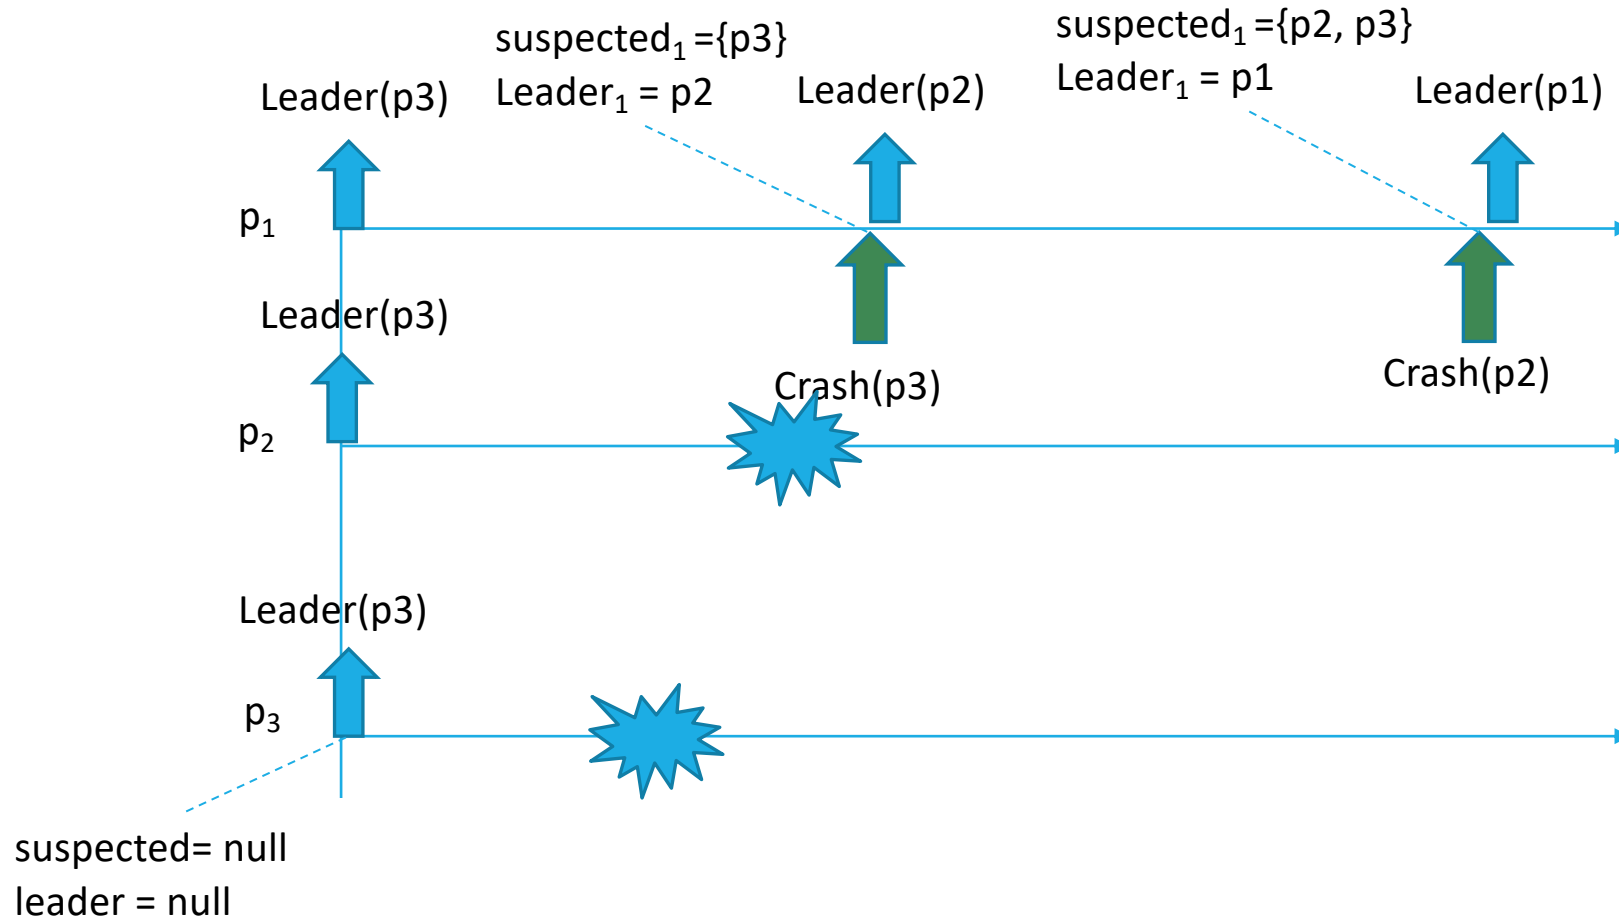 suspected₁ ={p3}
Leader₁ = p2
suspected₁ ={p2, p3}
Leader₁ = p1
Leader(p3)
Leader(p2)
Leader(p1)
p₁
Leader(p3)
Crash(p3)
Crash(p2)
p₂
Leader(p3)
p₃
suspected= null
leader = null